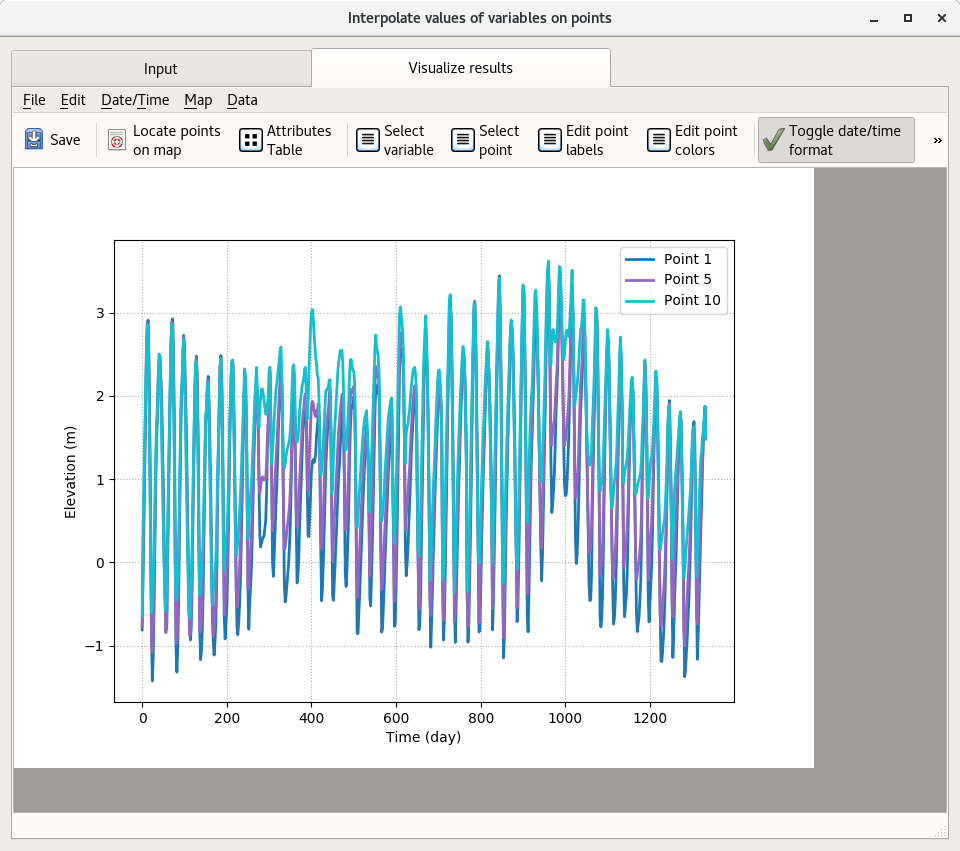 Interpolate values of variables on points
Input
Visualize results
File Edit Date/Time Map Data
Save
Locate points
on map
Attributes
Table
Select
variable
Select
point
Edit point
labels
Edit point
colors
Toggle date/time
format
»
Point 1
Point 5
Point 10
3
2
1
0
−1
Elevation (m)
0 200 400 600 800 1000 1200
Time (day)